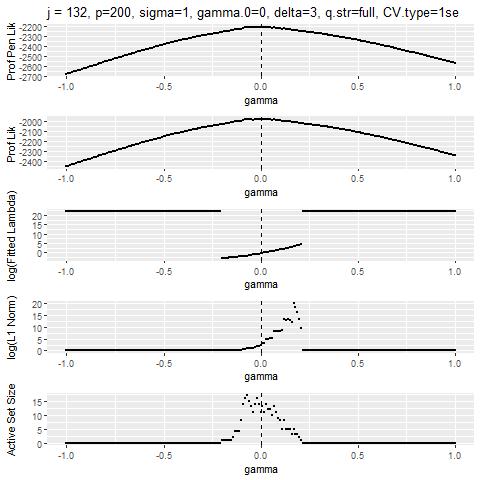 j = 132, p=200, sigma=1, gamma.0=0, delta=3, q.str=full, CV.type=1se
Prof Pen Lik
-2200
-2300
-2400
-2500
-2600
-2700
-1.0 -0.5 0.0 0.5 1.0
gamma
Prof Lik
-2000
-2100
-2200
-2300
-2400
-1.0 -0.5 0.0 0.5 1.0
gamma
log(Fitted Lambda)
20
15
10
5
0
-1.0 -0.5 0.0 0.5 1.0
gamma
log(L1 Norm)
20
15
10
5
0
-1.0 -0.5 0.0 0.5 1.0
gamma
Active Set Size
15
10
5
0
-1.0 -0.5 0.0 0.5 1.0
gamma